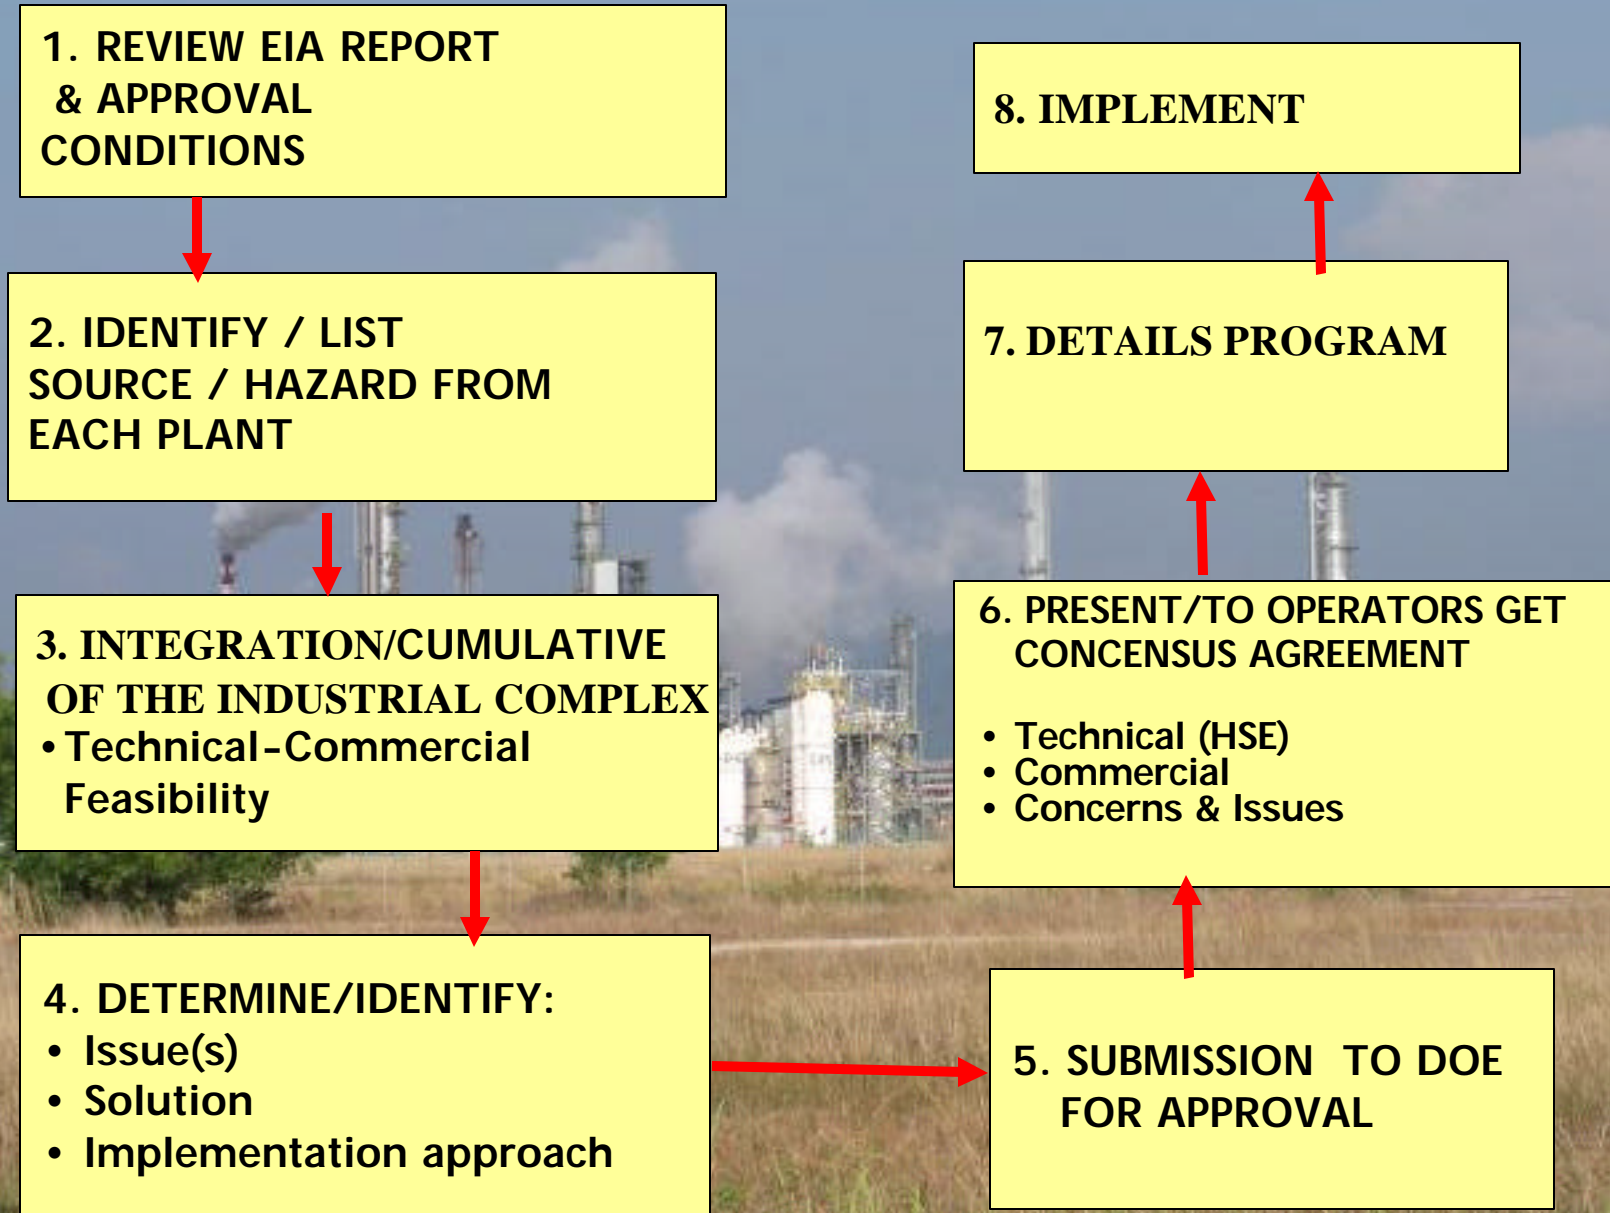 1. REVIEW EIA REPORT
& APPROVAL
CONDITIONS
2. IDENTIFY / LIST
SOURCE / HAZARD FROM
EACH PLANT
3. INTEGRATION/CUMULATIVE
OF THE INDUSTRIAL COMPLEX
• Technical-Commercial
Feasibility
4. DETERMINE/IDENTIFY:
• Issue(s)
• Solution
• Implementation approach
5. SUBMISSION TO DOE
FOR APPROVAL
6. PRESENT/TO OPERATORS GET
CONCENSUS AGREEMENT
• Technical (HSE)
• Commercial
• Concerns & Issues
7. DETAILS PROGRAM
8. IMPLEMENT